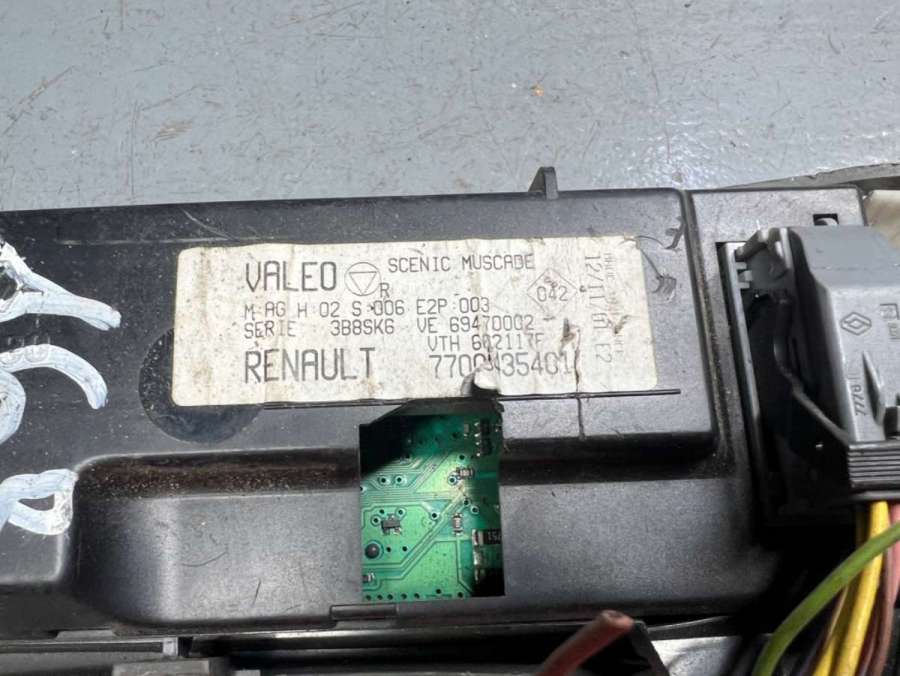 VALEO R SCENIC MUSCADE
M AG H 02 S 006 E2P 003
042
SERIE 3B8SK6 VE 69470002
VTH 602117F
RENAULT